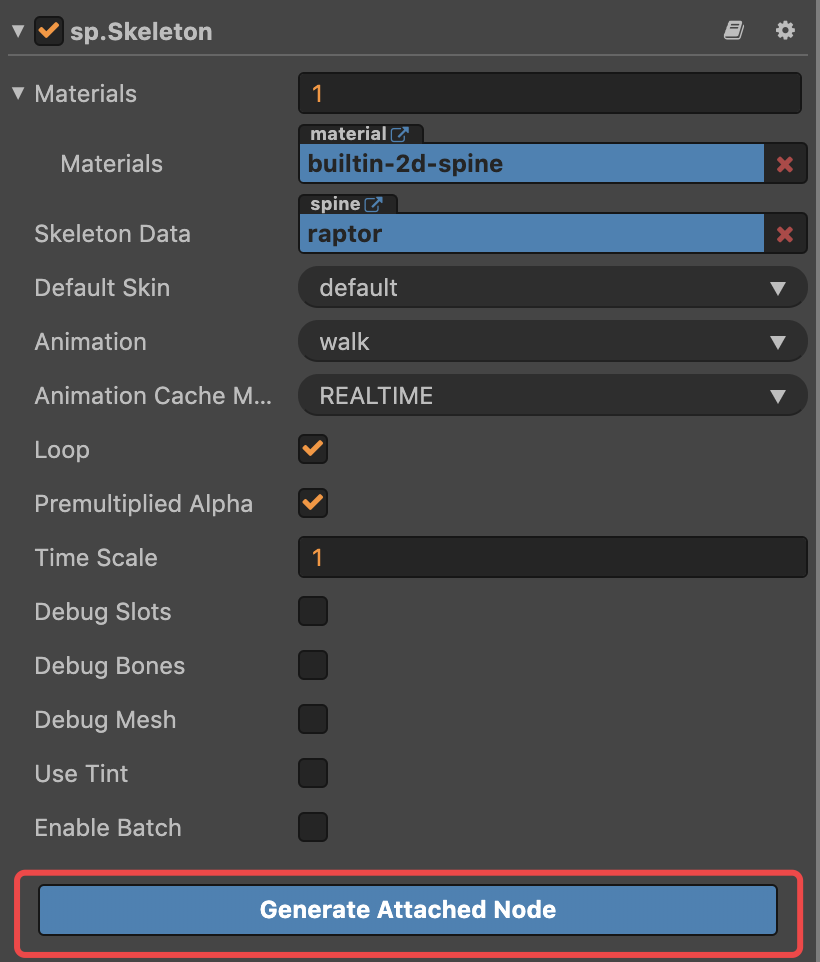 sp.Skeleton
Materials 1
material
Materials builtin-2d-spine
spine
Skeleton Data raptor
Default Skin default
Animation walk
Animation Cache M... REALTIME
Loop
Premultiplied Alpha
Time Scale 1
Debug Slots
Debug Bones
Debug Mesh
Use Tint
Enable Batch
Generate Attached Node